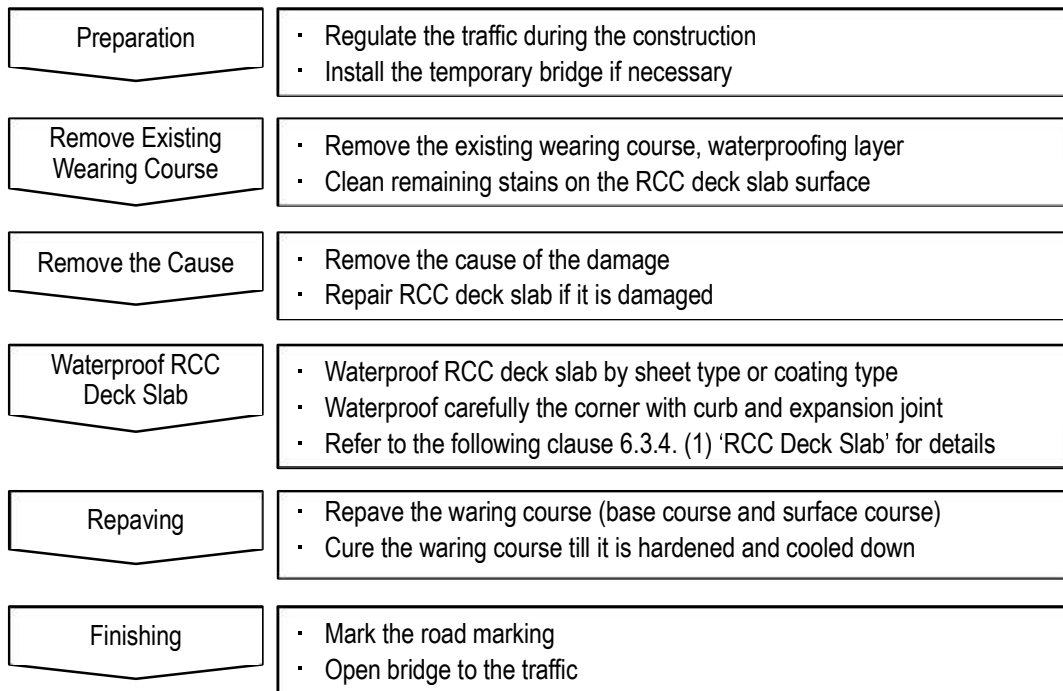 Preparation
· Regulate the traffic during the construction
· Install the temporary bridge if necessary
Remove Existing
Wearing Course
· Remove the existing wearing course, waterproofing layer
· Clean remaining stains on the RCC deck slab surface
Remove the Cause
· Remove the cause of the damage
· Repair RCC deck slab if it is damaged
Waterproof RCC
Deck Slab
· Waterproof RCC deck slab by sheet type or coating type
· Waterproof carefully the corner with curb and expansion joint
· Refer to the following clause 6.3.4. (1) ‘RCC Deck Slab’ for details
Repaving
· Repave the waring course (base course and surface course)
· Cure the waring course till it is hardened and cooled down
Finishing
· Mark the road marking
· Open bridge to the traffic